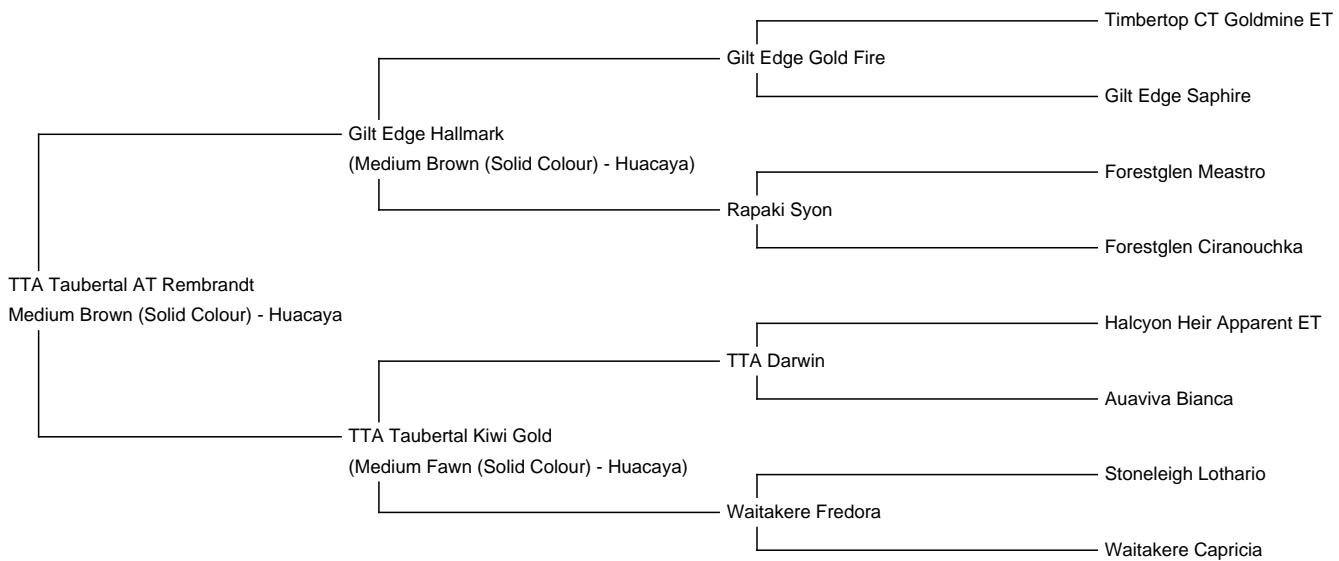 Timbertop CT Goldmine ET
Gilt Edge Gold Fire
Gilt Edge Saphire
Gilt Edge Hallmark
(Medium Brown (Solid Colour) - Huacaya)
Forestglen Meastro
Rapaki Syon
Forestglen Ciranouchka
TTA Taubertal AT Rembrandt
Medium Brown (Solid Colour) - Huacaya
Halcyon Heir Apparent ET
TTA Darwin
Auaviva Bianca
TTA Taubertal Kiwi Gold
(Medium Fawn (Solid Colour) - Huacaya)
Stoneleigh Lothario
Waitakere Fredora
Waitakere Capricia